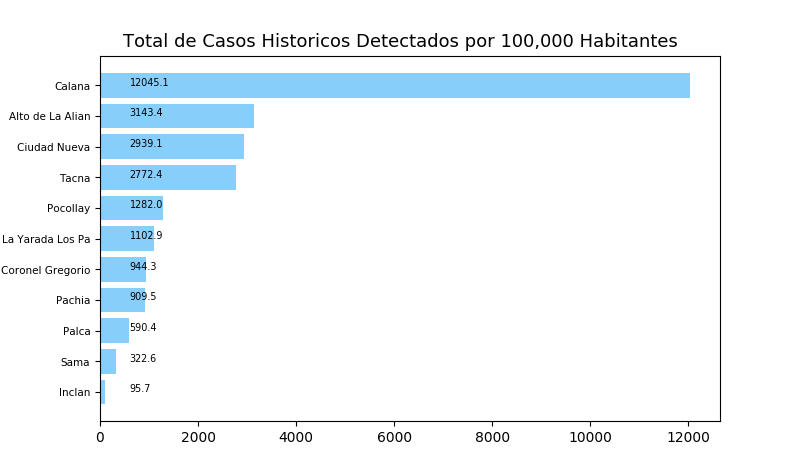 Total de Casos Historicos Detectados por 100,000 Habitantes
Calana 12045.1
Alto de La Alian 3143.4
Ciudad Nueva 2939.1
Tacna 2772.4
Pocollay 1282.0
La Yarada Los Pa 1102.9
Coronel Gregorio 944.3
Pachia 909.5
Palca 590.4
Sama 322.6
Inclan 95.7
0 2000 4000 6000 8000 10000 12000